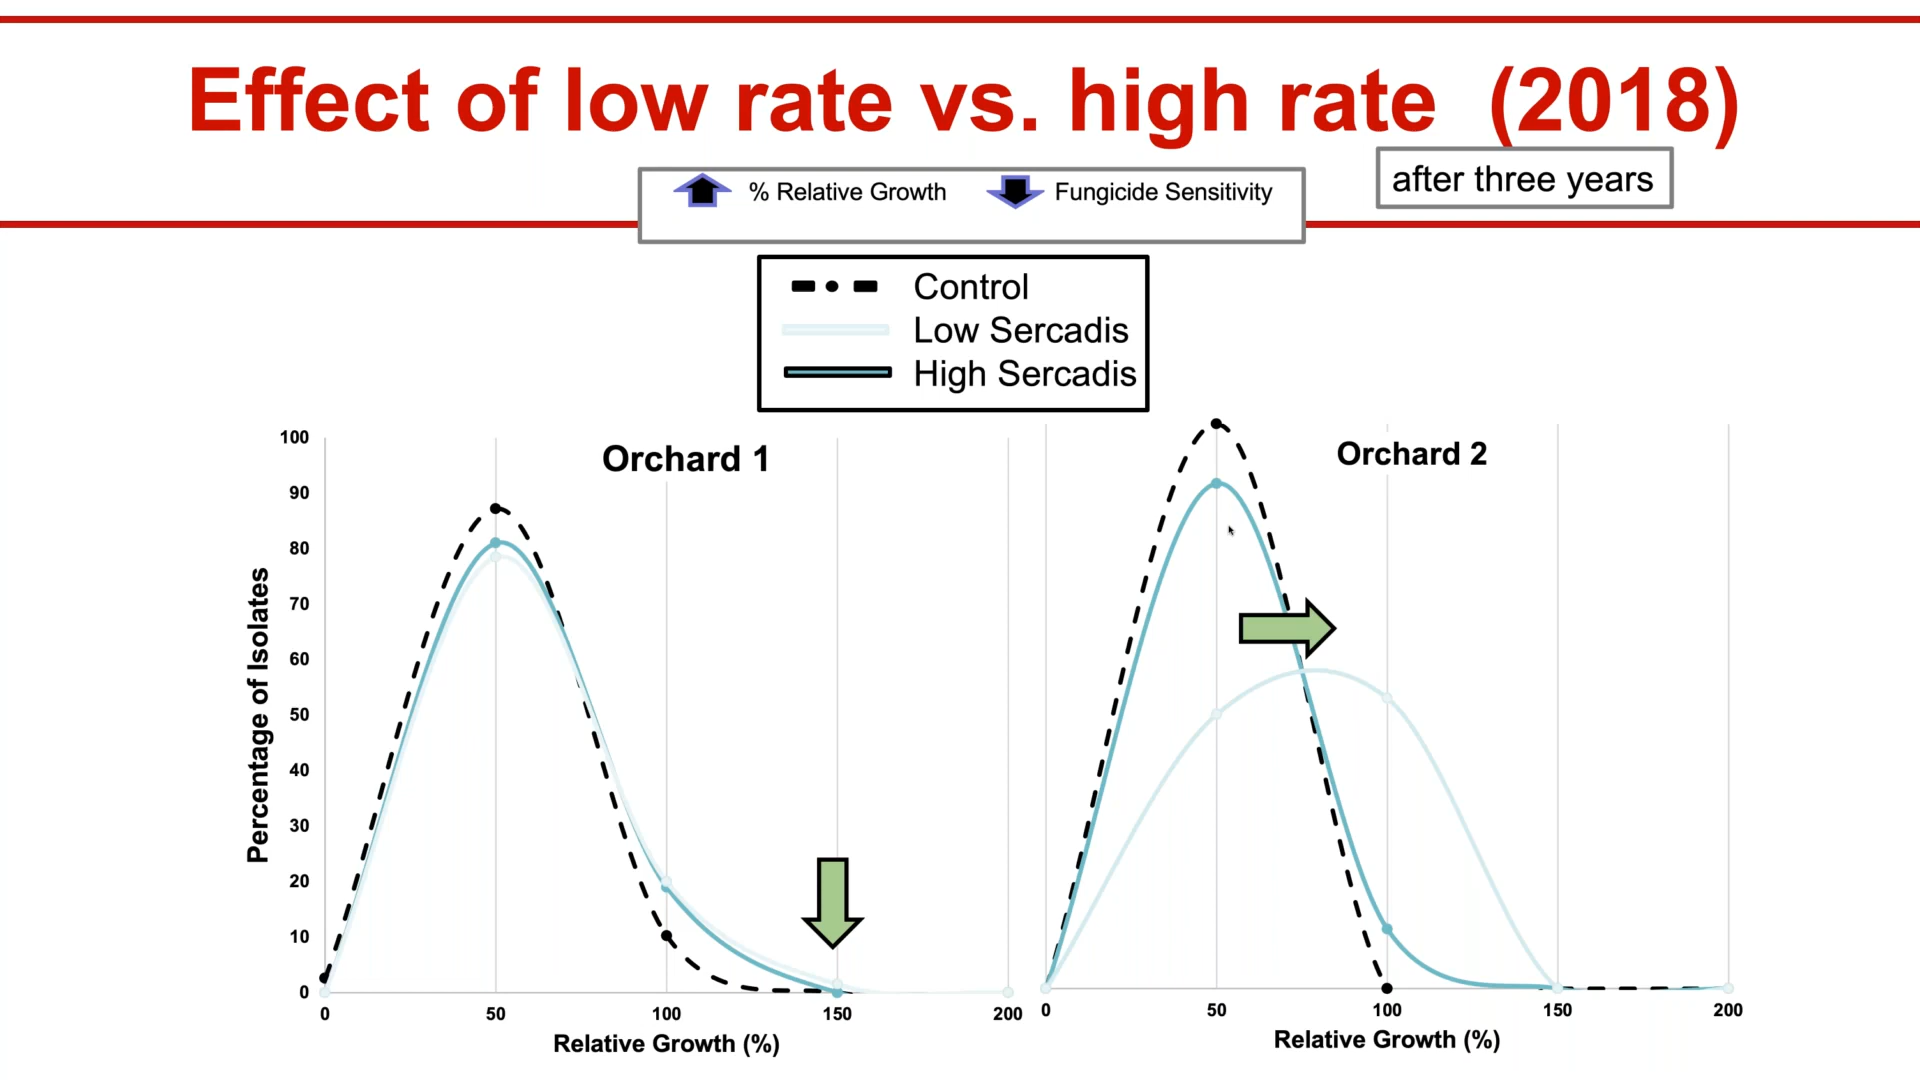 Effect of low rate vs. high rate (2018)
after three years
% Relative Growth Fungicide Sensitivity
Control
Low Sercadis
High Sercadis
Orchard 1
Orchard 2
Percentage of Isolates
100
90
80
70
60
50
40
30
20
10
0
0 50 100 150 200
0 50 100 150 200
Relative Growth (%)
Relative Growth (%)